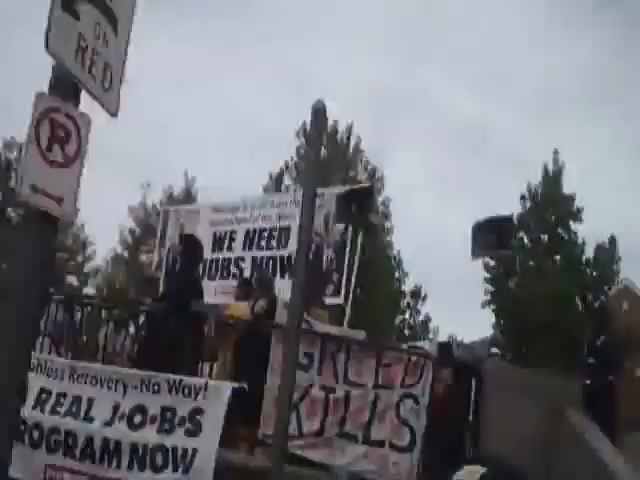 ON
RED
P
WE NEED
JOBS NOW
Recovery - No Way!
REAL J·O·B·S
ROGRAM NOW
GREED
KILLS